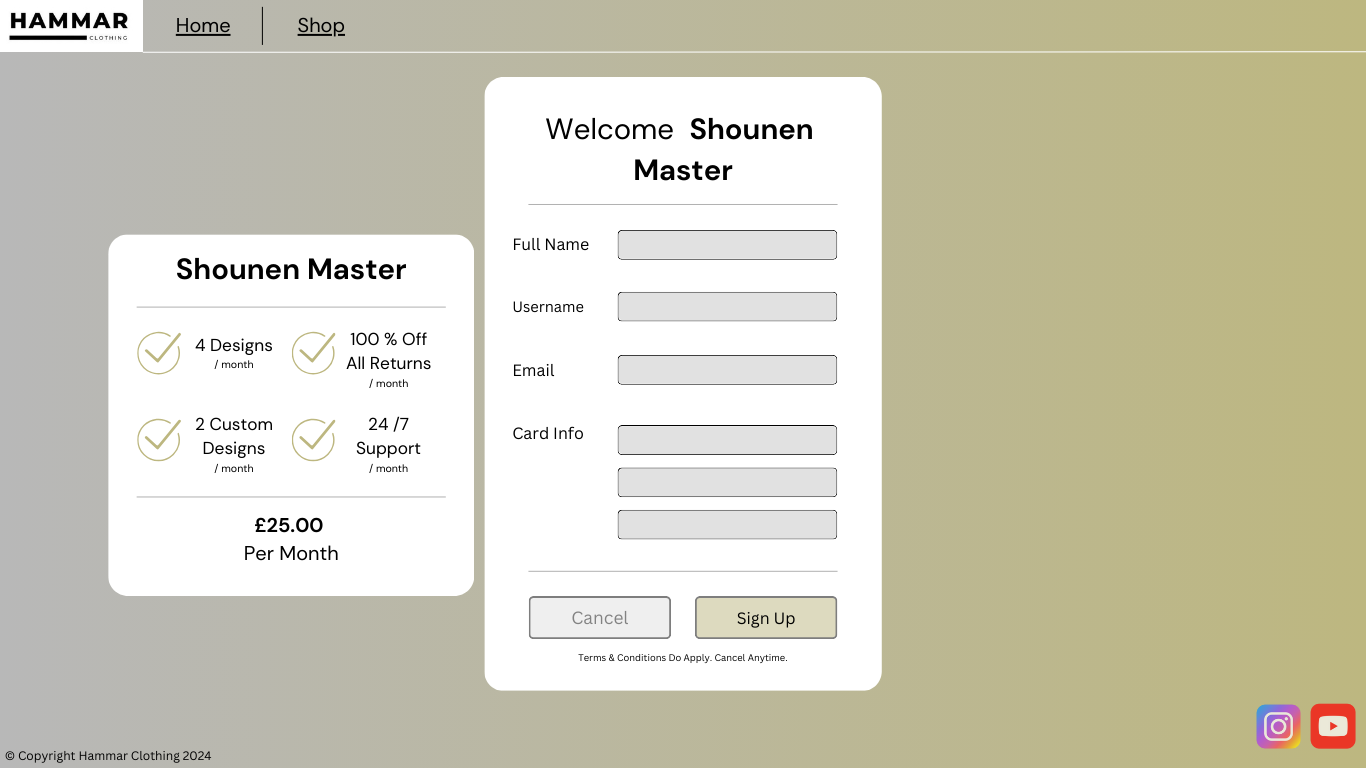 HAMMAR
CLOTHING
Home
Shop
Shounen Master
4 Designs
/ month
100 % Off
All Returns
/ month
2 Custom
Designs
/ month
24 /7
Support
/ month
£25.00
Per Month
Welcome Shounen
Master
Full Name
Username
Email
Card Info
Cancel
Sign Up
Terms & Conditions Do Apply. Cancel Anytime.
© Copyright Hammar Clothing 2024